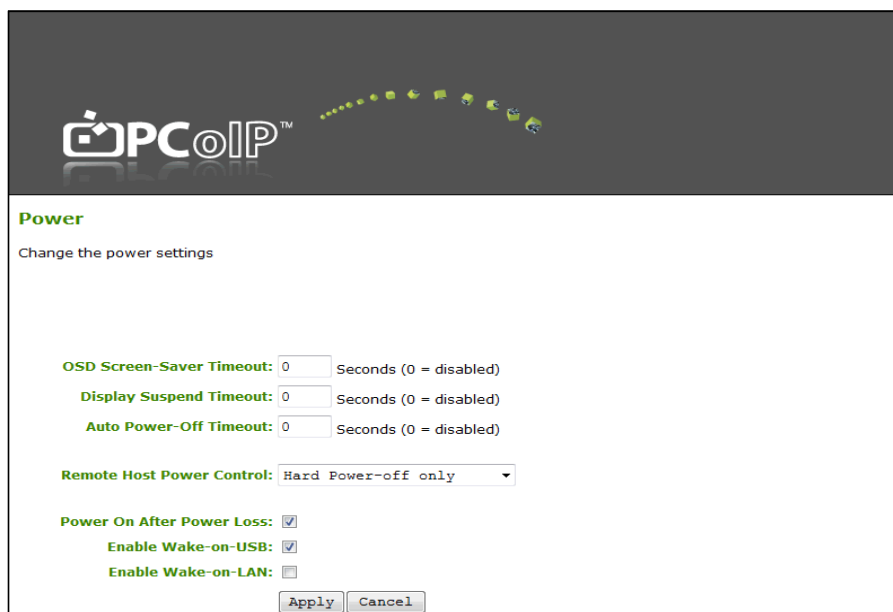 PCoIP™
Power
Change the power settings
OSD Screen-Saver Timeout: 0 Seconds (0 = disabled)
Display Suspend Timeout: 0 Seconds (0 = disabled)
Auto Power-Off Timeout: 0 Seconds (0 = disabled)
Remote Host Power Control: Hard Power-off only
Power On After Power Loss:
Enable Wake-on-USB:
Enable Wake-on-LAN:
Apply Cancel